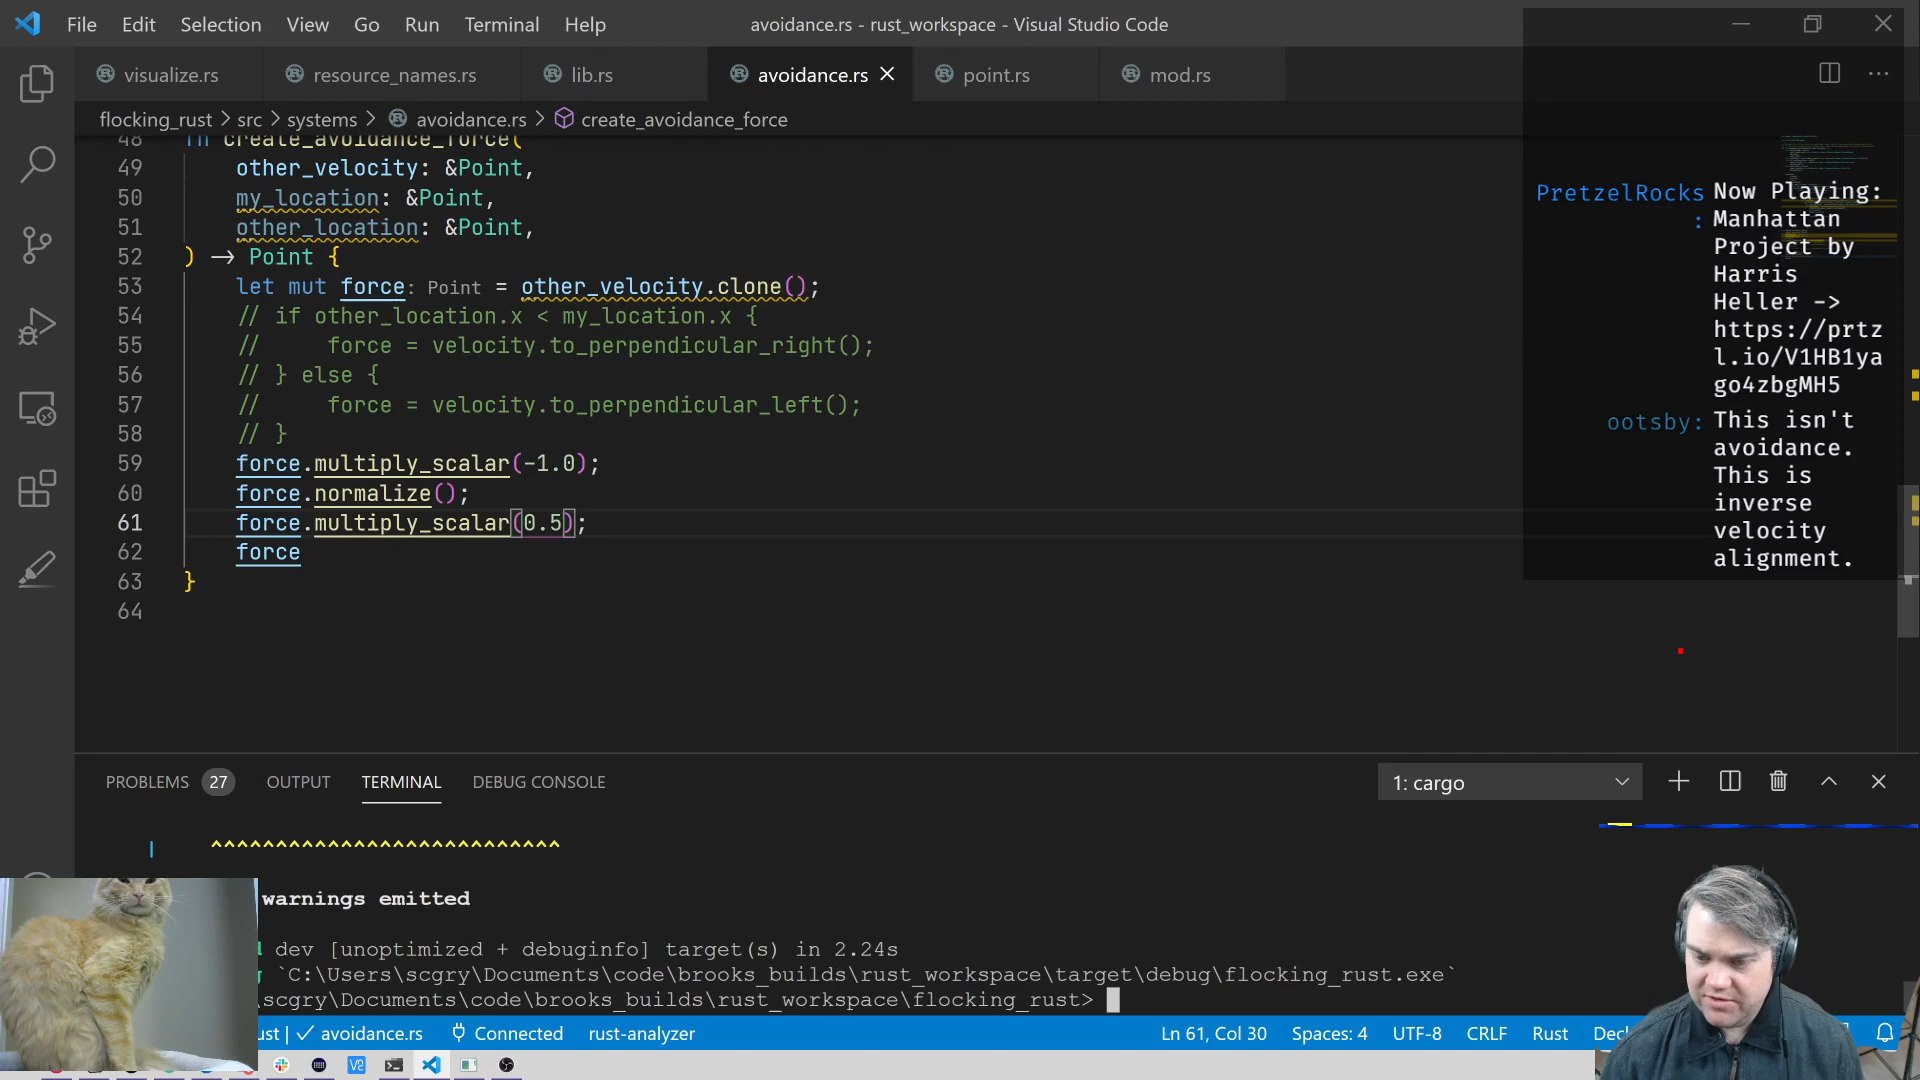 File Edit Selection View Go Run Terminal Help avoidance.rs - rust_workspace - Visual Studio Code
visualize.rs resource_names.rs lib.rs avoidance.rs point.rs mod.rs
flocking_rust > src > systems > avoidance.rs > create_avoidance_force
48 fn create_avoidance_force(
49 other_velocity: &Point,
50 my_location: &Point,
51 other_location: &Point,
52 ) -> Point {
53 let mut force: Point = other_velocity.clone();
54 // if other_location.x < my_location.x {
55 // force = velocity.to_perpendicular_right();
56 // } else {
57 // force = velocity.to_perpendicular_left();
58 // }
59 force.multiply_scalar(-1.0);
60 force.normalize();
61 force.multiply_scalar(0.5);
62 force
63 }
64
PretzelRocks: Now Playing:
Manhattan
Project by
Harris
Heller ->
https://prtz
l.io/V1HB1ya
go4zbgMH5
ootsby: This isn't
avoidance.
This is
inverse
velocity
alignment.
PROBLEMS 27 OUTPUT TERMINAL DEBUG CONSOLE 1: cargo
| ^^^^^^^^^^^^^^^^^^^^^^^^^^^
warnings emitted
dev [unoptimized + debuginfo] target(s) in 2.24s
`C:\Users\scgry\Documents\code\brooks_builds\rust_workspace\target\debug\flocking_rust.exe`
\scgry\Documents\code\brooks_builds\rust_workspace\flocking_rust>
ust | ✓ avoidance.rs Connected rust-analyzer Ln 61, Col 30 Spaces: 4 UTF-8 CRLF Rust